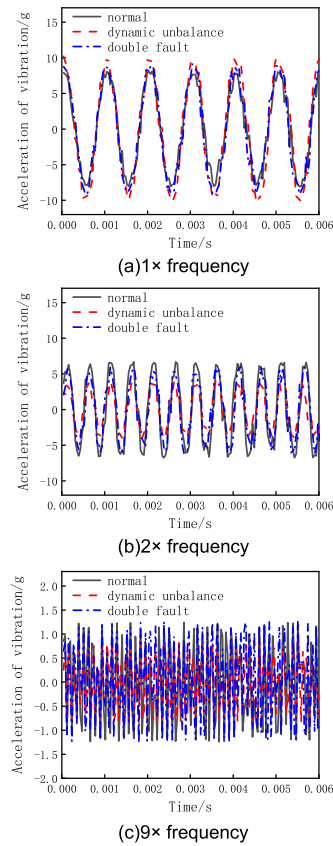 normal
dynamic unbalance
double fault
Acceleration of vibration/g
15
10
5
0
-5
-10
0.000 0.001 0.002 0.003 0.004 0.005 0.006
Time/s
(a)1× frequency
normal
dynamic unbalance
double fault
Acceleration of vibration/g
15
10
5
0
-5
-10
0.000 0.001 0.002 0.003 0.004 0.005 0.006
Time/s
(b)2× frequency
normal
dynamic unbalance
double fault
Acceleration of vibration/g
2.0
1.5
1.0
0.5
0.0
-0.5
-1.0
-1.5
-2.0
0.000 0.001 0.002 0.003 0.004 0.005 0.006
Time/s
(c)9× frequency